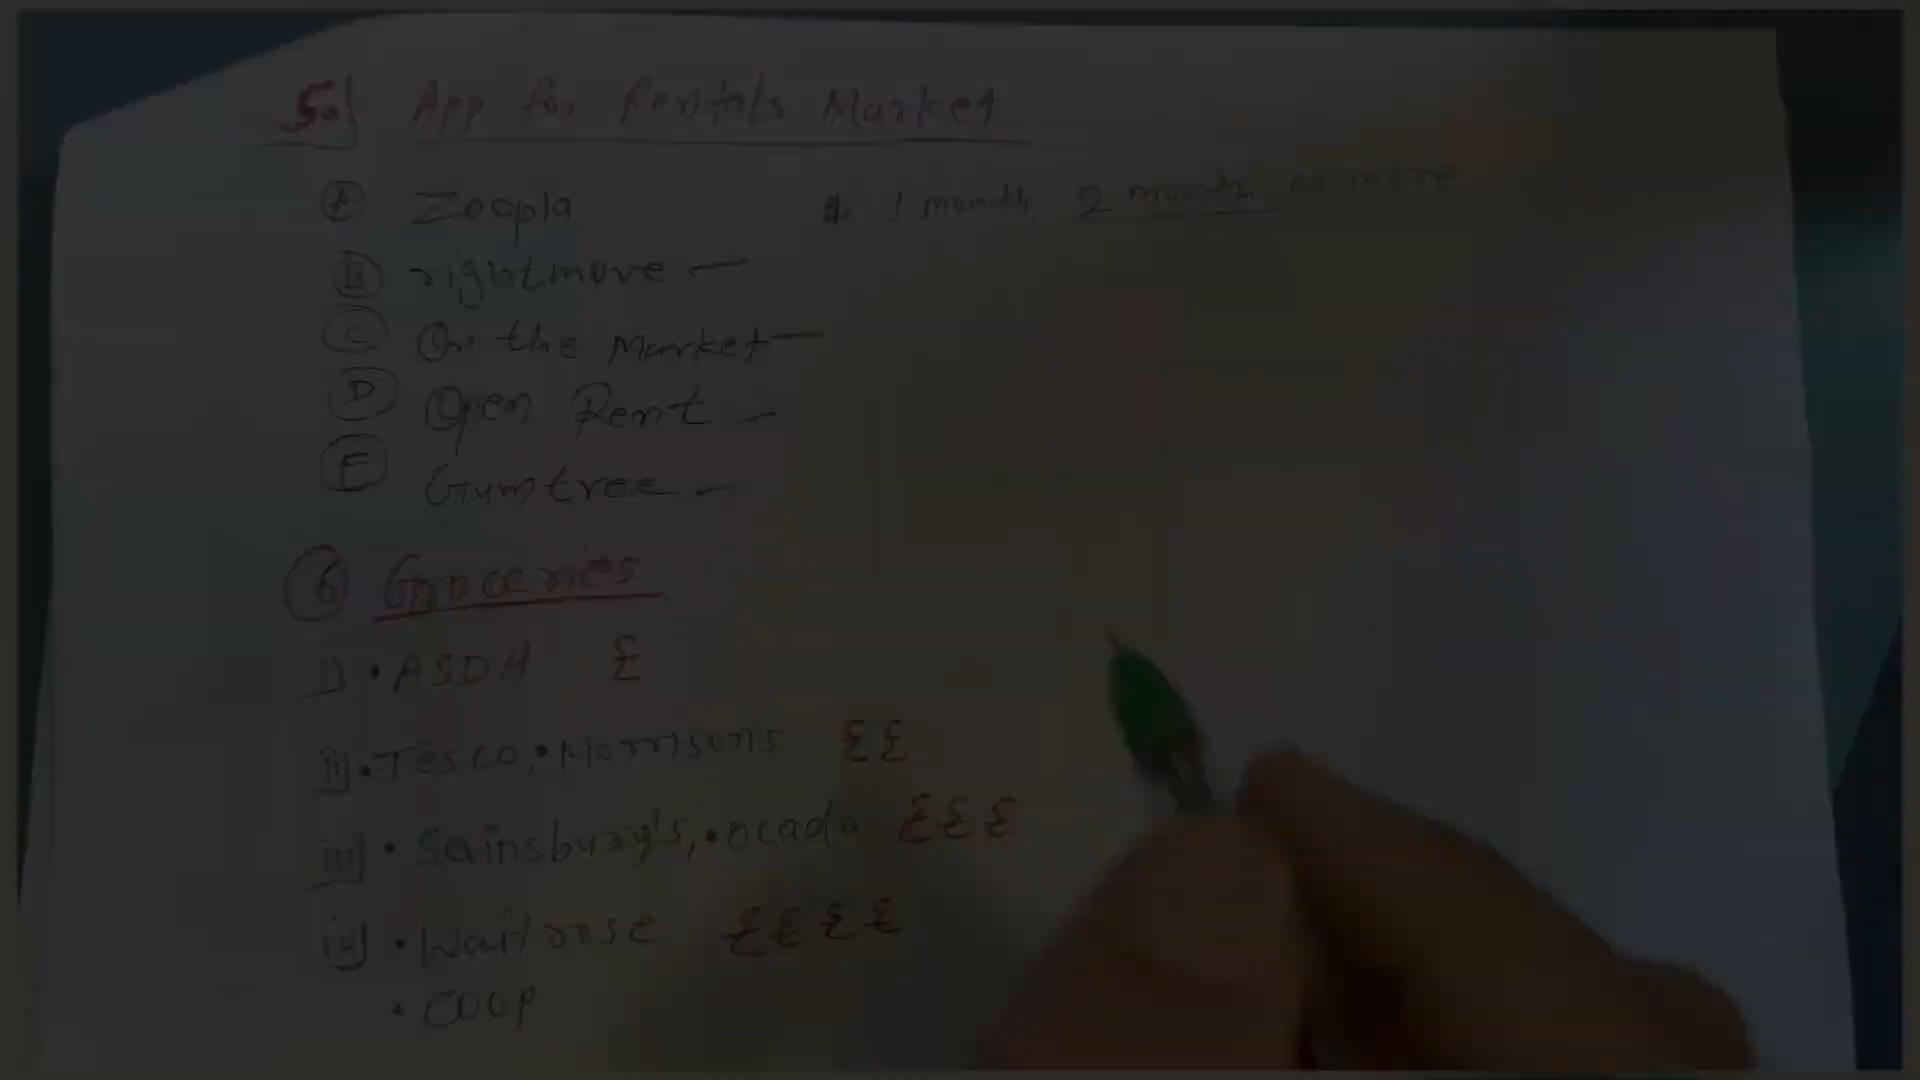 5. App for Rentals Market
A Zoopla * 1 month, 2 month or more
B rightmove —
C On the Market —
D Open Rent —
E Gumtree —
6 Groceries
i) • ASDA £
ii) • Tesco, • Morrisons ££
iii) • Sainsbury's, • ocado £££
iv) • Waitrose ££££
• COOP